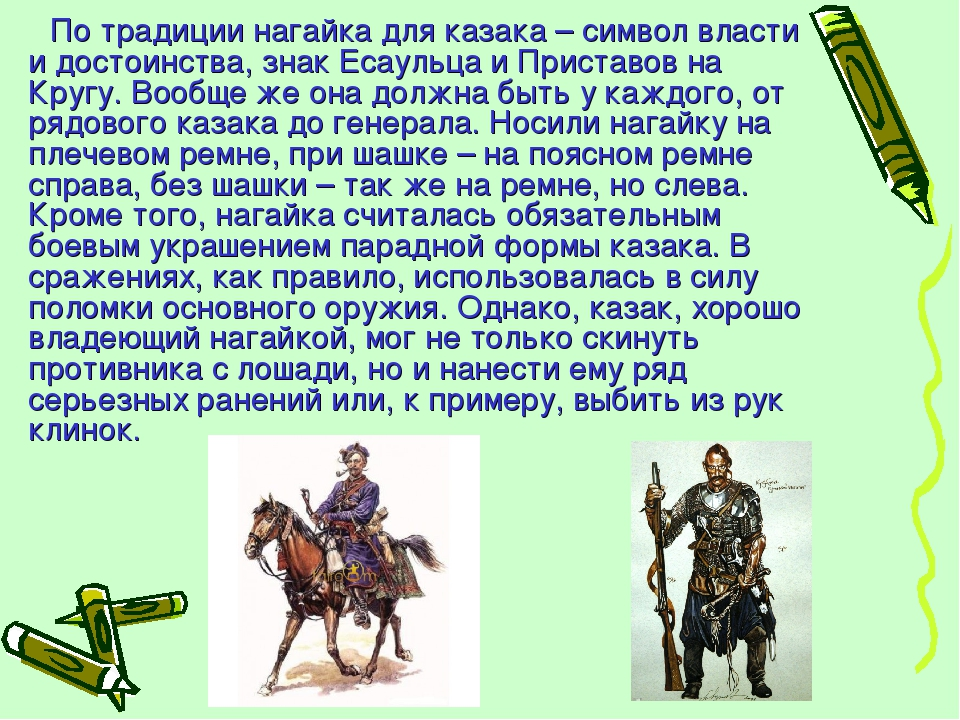 По традиции нагайка для казака – символ власти
и достоинства, знак Есаульца и Приставов на
Кругу. Вообще же она должна быть у каждого, от
рядового казака до генерала. Носили нагайку на
плечевом ремне, при шашке – на поясном ремне
справа, без шашки – так же на ремне, но слева.
Кроме того, нагайка считалась обязательным
боевым украшением парадной формы казака. В
сражениях, как правило, использовалась в силу
поломки основного оружия. Однако, казак, хорошо
владеющий нагайкой, мог не только скинуть
противника с лошади, но и нанести ему ряд
серьезных ранений или, к примеру, выбить из рук
клинок.